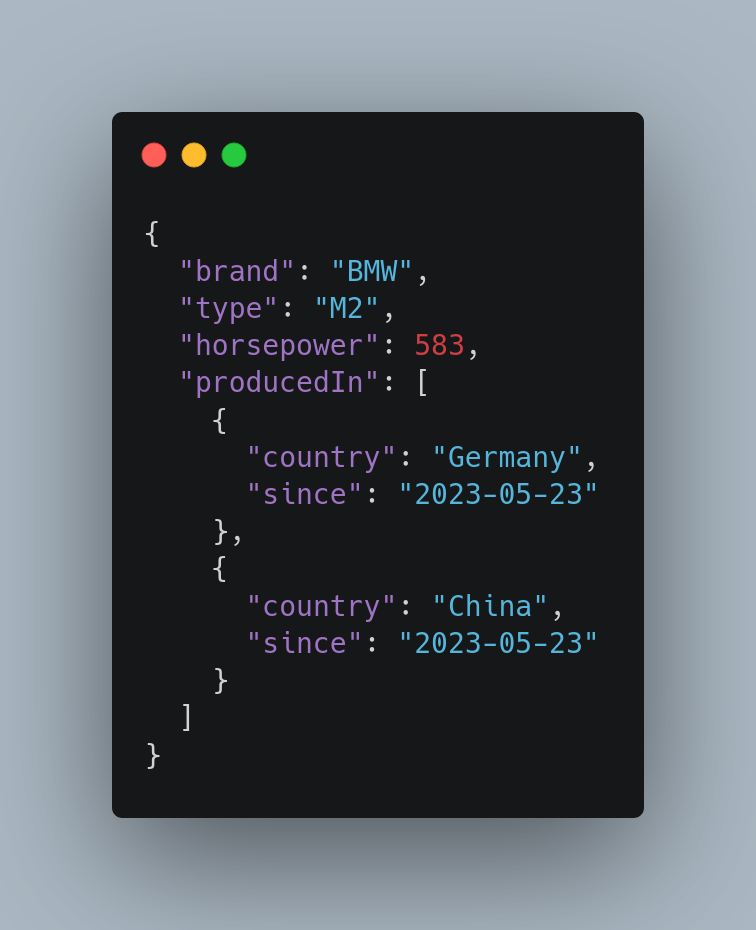 {
  "brand": "BMW",
  "type": "M2",
  "horsepower": 583,
  "producedIn": [
    {
      "country": "Germany",
      "since": "2023-05-23"
    },
    {
      "country": "China",
      "since": "2023-05-23"
    }
  ]
}